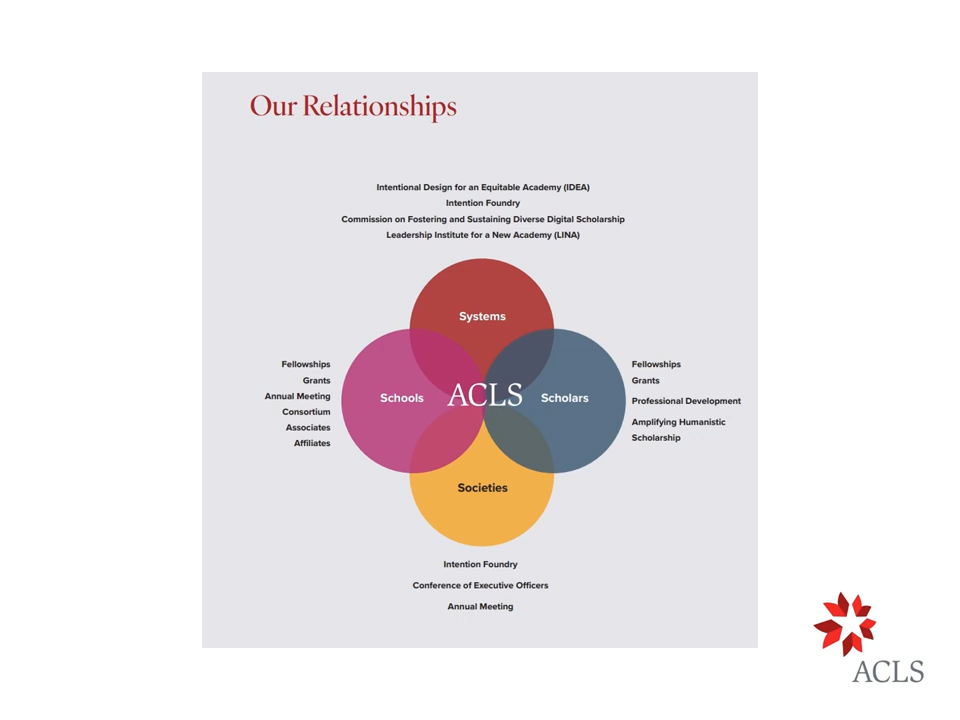 Our Relationships
Intentional Design for an Equitable Academy (IDEA)
Intention Foundry
Commission on Fostering and Sustaining Diverse Digital Scholarship
Leadership Institute for a New Academy (LINA)
Systems
Fellowships
Grants
Annual Meeting
Consortium
Associates
Affiliates
Schools
ACLS
Scholars
Fellowships
Grants
Professional Development
Amplifying Humanistic
Scholarship
Societies
Intention Foundry
Conference of Executive Officers
Annual Meeting
ACLS